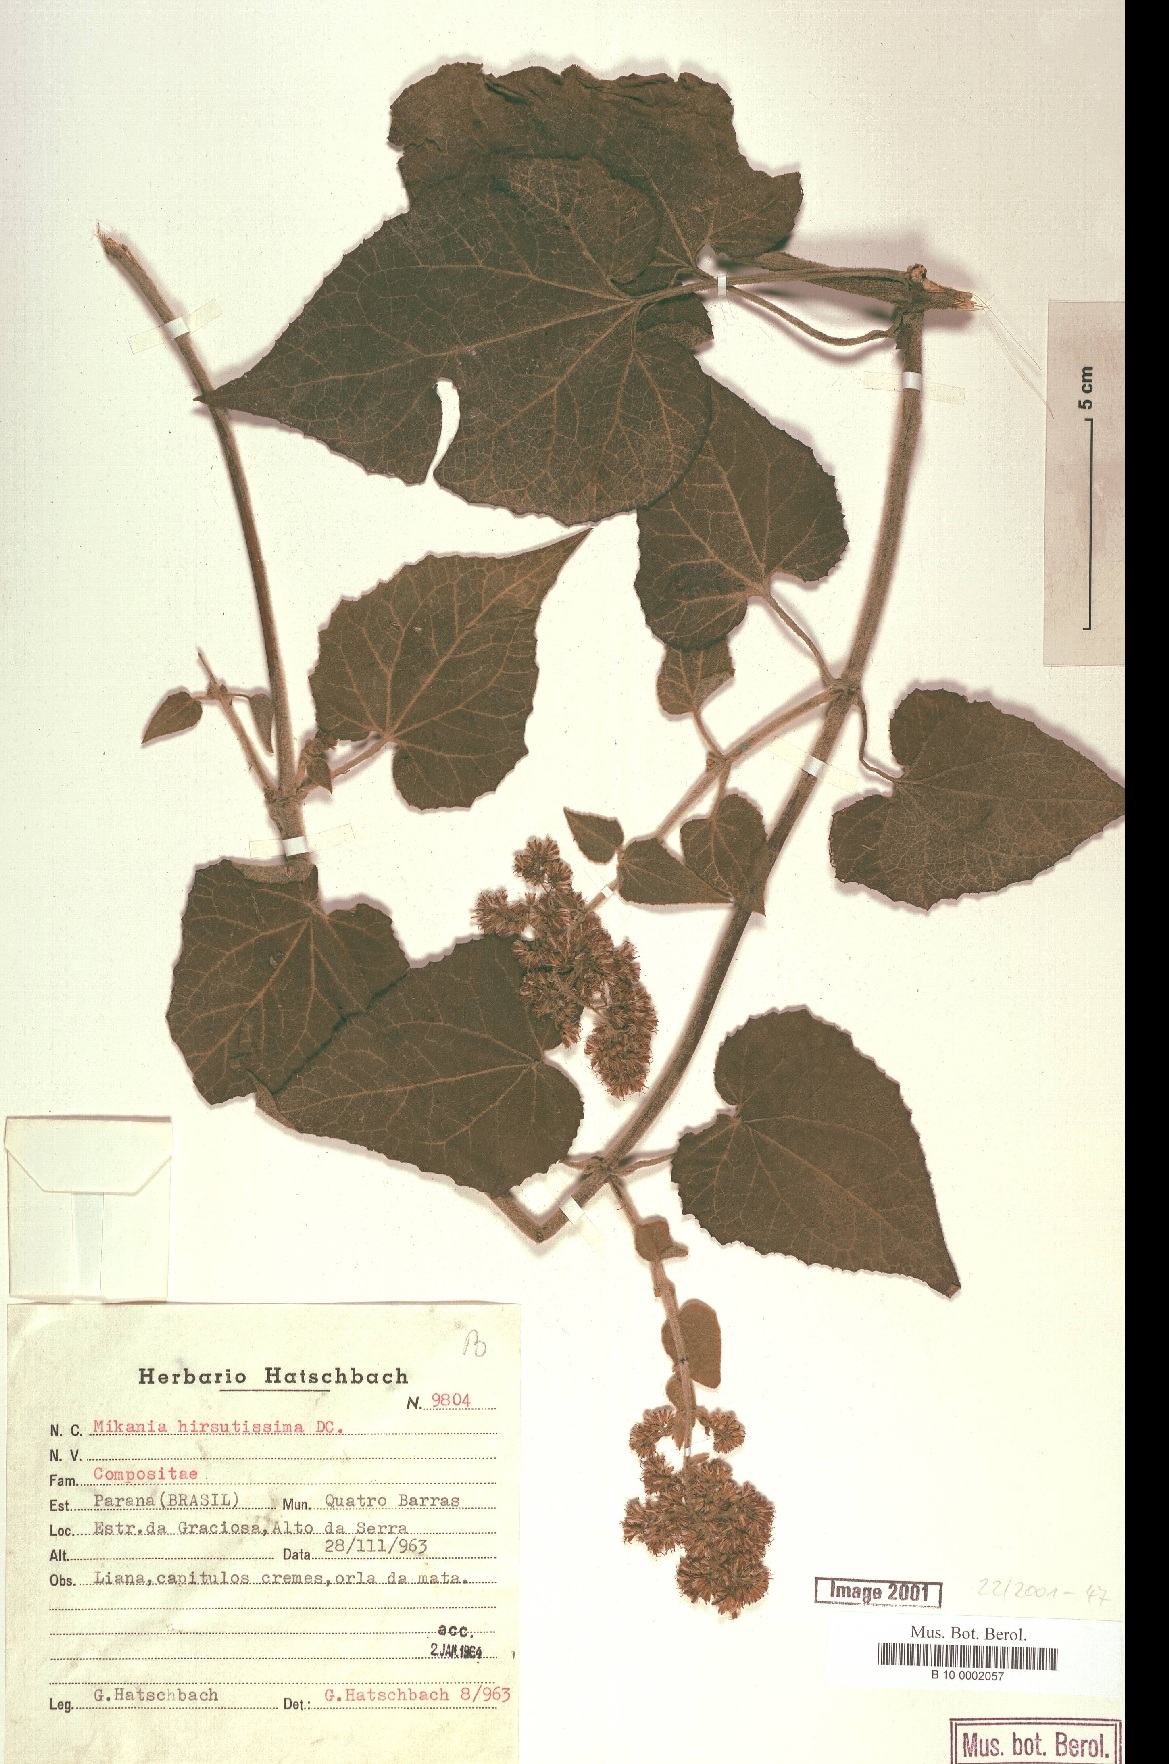 5 cm
B
Herbario Hatschbach
N. 9804
N. C. Mikania hirsutissima DC.
N. V.
Fam. Compositae
Est. Parana(BRASIL) Mun. Quatro Barras
Loc. Estr.da Graciosa,Alto da Serra
Alt. Data 28/111/963
Obs. Liana,capitulos cremes,orla da mata.
acc.
2 JAN. 1964
Leg. G.Hatschbach Det.: G.Hatschbach 8/963
Image 2001
22/2001-47
Mus. Bot. Berol.
B 10 0002057
Mus. bot. Berol.